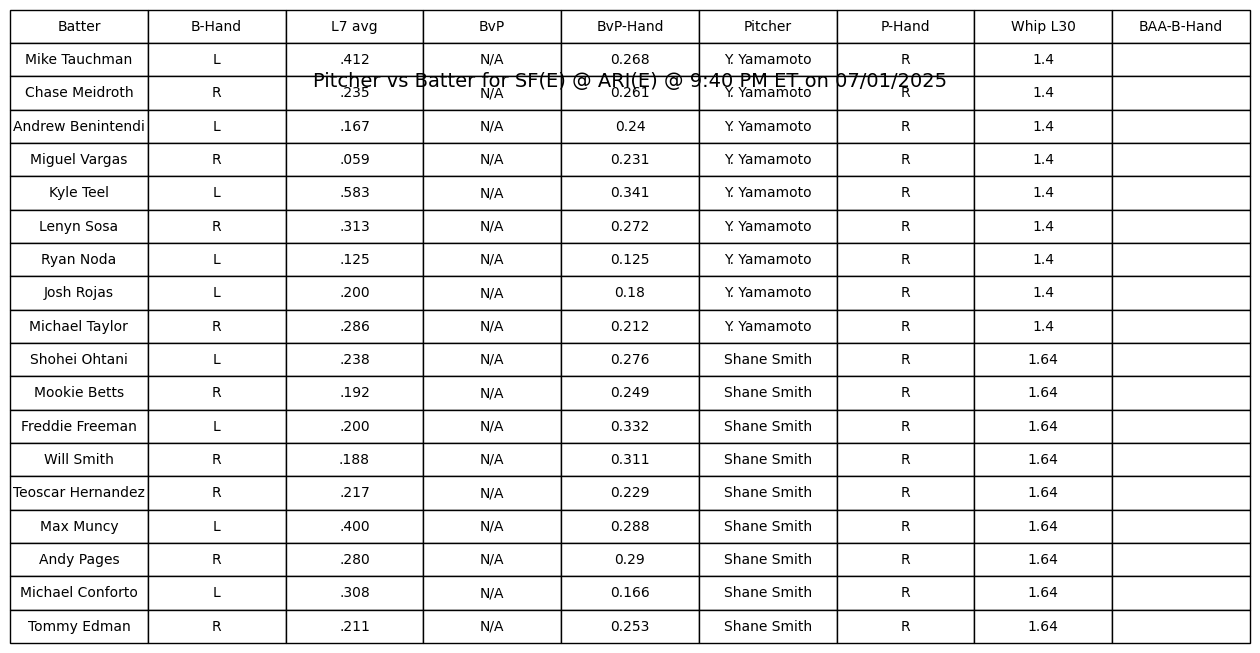 Batter B-Hand L7 avg BvP BvP-Hand Pitcher P-Hand Whip L30 BAA-B-Hand
Mike Tauchman L .412 N/A 0.268 Y. Yamamoto R 1.4
Pitcher vs Batter for SF(E) @ ARI(E) @ 9:40 PM ET on 07/01/2025
Chase Meidroth R .235 N/A 0.261 Y. Yamamoto R 1.4
Andrew Benintendi L .167 N/A 0.24 Y. Yamamoto R 1.4
Miguel Vargas R .059 N/A 0.231 Y. Yamamoto R 1.4
Kyle Teel L .583 N/A 0.341 Y. Yamamoto R 1.4
Lenyn Sosa R .313 N/A 0.272 Y. Yamamoto R 1.4
Ryan Noda L .125 N/A 0.125 Y. Yamamoto R 1.4
Josh Rojas L .200 N/A 0.18 Y. Yamamoto R 1.4
Michael Taylor R .286 N/A 0.212 Y. Yamamoto R 1.4
Shohei Ohtani L .238 N/A 0.276 Shane Smith R 1.64
Mookie Betts R .192 N/A 0.249 Shane Smith R 1.64
Freddie Freeman L .200 N/A 0.332 Shane Smith R 1.64
Will Smith R .188 N/A 0.311 Shane Smith R 1.64
Teoscar Hernandez R .217 N/A 0.229 Shane Smith R 1.64
Max Muncy L .400 N/A 0.288 Shane Smith R 1.64
Andy Pages R .280 N/A 0.29 Shane Smith R 1.64
Michael Conforto L .308 N/A 0.166 Shane Smith R 1.64
Tommy Edman R .211 N/A 0.253 Shane Smith R 1.64